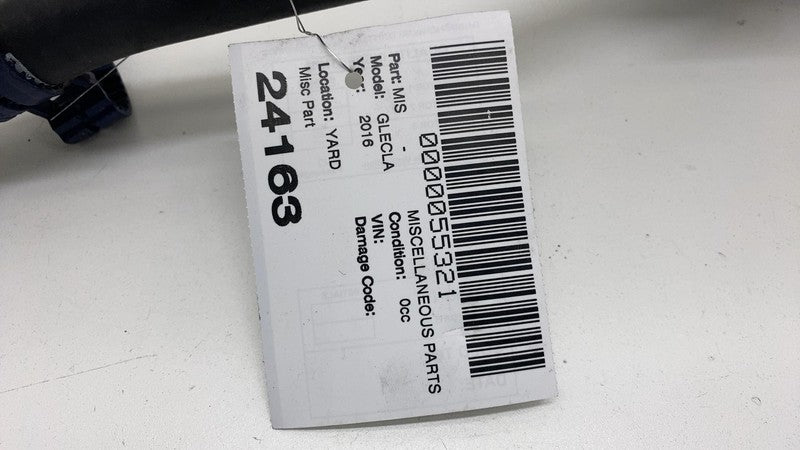 0000055321
Part: MIS - MISCELLANEOUS PARTS
Model: GLECLA Condition: 0cc
Year: 2016 VIN:
Damage Code:
Location: YARD
Misc Part
24163